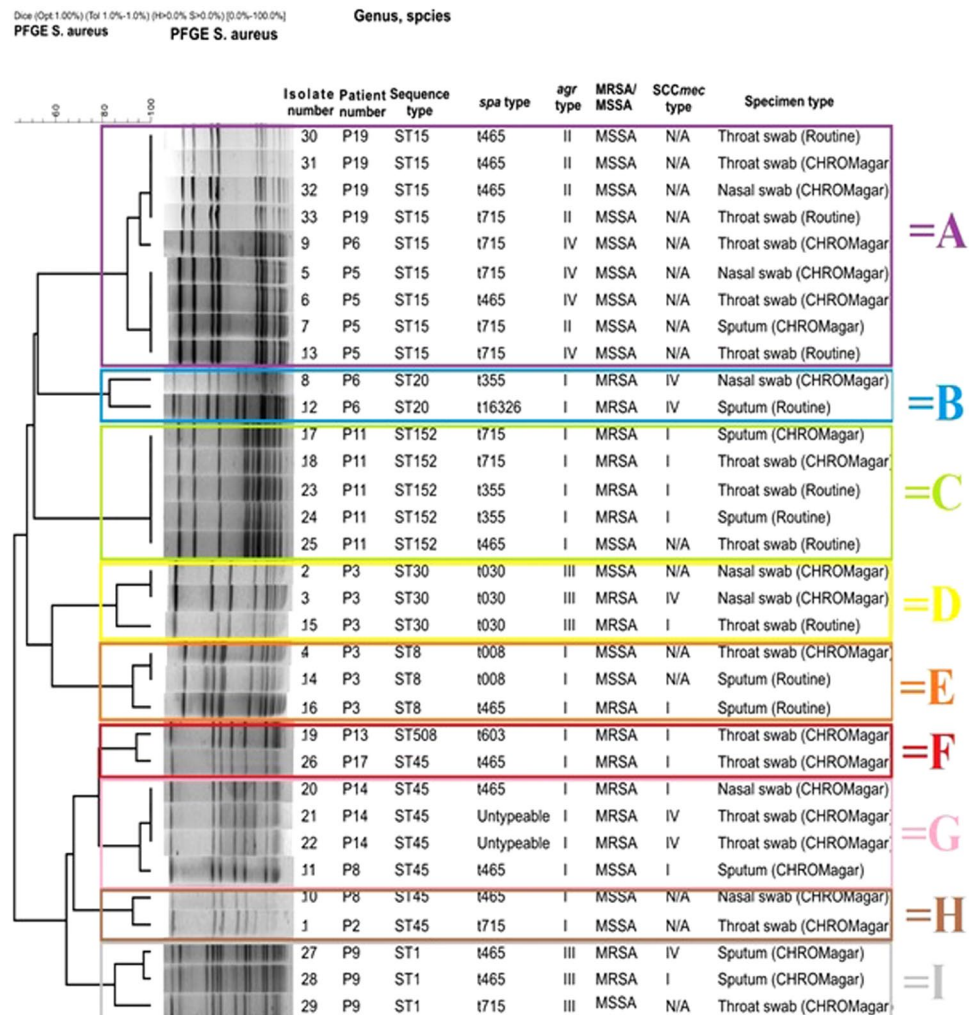 Dice (Opt:1.00%) (Tol 1.0%-1.0%) (H>0.0% S>0.0%) [0.0%-100.0%]
Genus, spcies
PFGE S. aureus PFGE S. aureus
60 80 100
Isolate number Patient number Sequence type spa type agr type MRSA/ MSSA SCCmec type Specimen type
30 P19 ST15 t465 II MSSA N/A Throat swab (Routine)
31 P19 ST15 t465 II MSSA N/A Throat swab (CHROMagar
32 P19 ST15 t465 II MSSA N/A Nasal swab (CHROMagar)
33 P19 ST15 t715 II MSSA N/A Throat swab (Routine)
9 P6 ST15 t715 IV MSSA N/A Throat swab (CHROMagar
5 P5 ST15 t715 IV MSSA N/A Nasal swab (CHROMagar)
6 P5 ST15 t465 IV MSSA N/A Throat swab (CHROMagar
7 P5 ST15 t715 II MSSA N/A Sputum (CHROMagar)
13 P5 ST15 t715 IV MSSA N/A Throat swab (Routine)
=A
8 P6 ST20 t355 I MRSA IV Nasal swab (CHROMagar)
12 P6 ST20 t16326 I MRSA IV Sputum (Routine)
=B
17 P11 ST152 t715 I MRSA I Sputum (CHROMagar)
18 P11 ST152 t715 I MRSA I Throat swab (CHROMagar
23 P11 ST152 t355 I MRSA I Throat swab (Routine)
24 P11 ST152 t355 I MRSA I Sputum (Routine)
25 P11 ST152 t465 I MSSA N/A Throat swab (Routine)
=C
2 P3 ST30 t030 III MSSA N/A Nasal swab (CHROMagar)
3 P3 ST30 t030 III MRSA IV Nasal swab (CHROMagar)
15 P3 ST30 t030 III MRSA I Throat swab (Routine)
=D
4 P3 ST8 t008 I MSSA N/A Throat swab (CHROMagar
14 P3 ST8 t008 I MSSA N/A Sputum (Routine)
16 P3 ST8 t465 I MRSA I Sputum (Routine)
=E
19 P13 ST508 t603 I MRSA I Throat swab (CHROMagar
26 P17 ST45 t465 I MRSA I Throat swab (CHROMagar
=F
20 P14 ST45 t465 I MRSA I Nasal swab (CHROMagar)
21 P14 ST45 Untypeable I MRSA IV Throat swab (CHROMagar
22 P14 ST45 Untypeable I MRSA IV Throat swab (CHROMagar
11 P8 ST45 t465 I MSSA I Sputum (CHROMagar)
=G
10 P8 ST45 t465 I MSSA N/A Nasal swab (CHROMagar)
1 P2 ST45 t715 I MSSA N/A Throat swab (CHROMagar
=H
27 P9 ST1 t465 III MRSA IV Sputum (CHROMagar)
28 P9 ST1 t465 III MRSA I Sputum (CHROMagar)
29 P9 ST1 t715 III MSSA N/A Throat swab (CHROMagar
=I